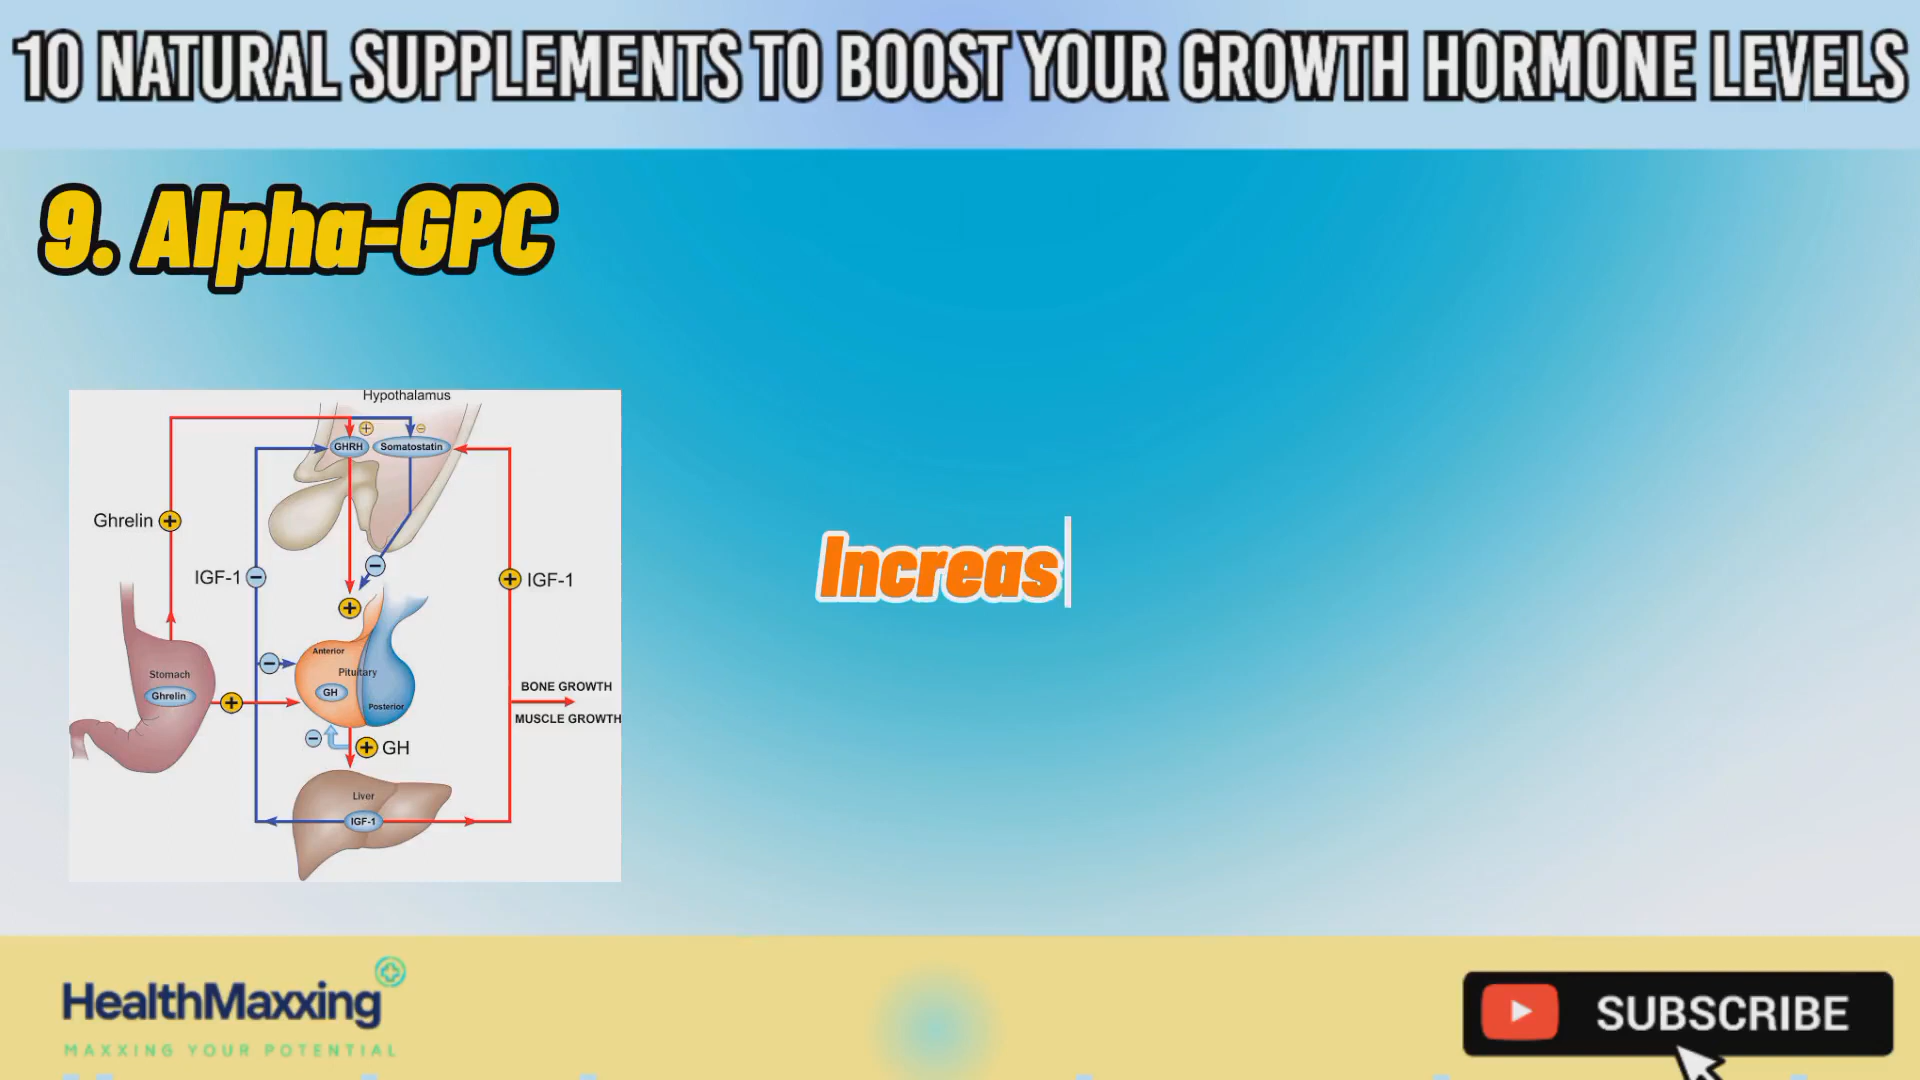 10 NATURAL SUPPLEMENTS TO BOOST YOUR GROWTH HORMONE LEVELS
9. Alpha-GPC
Hypothalamus
GHRH
Somatostatin
Ghrelin
IGF-1
IGF-1
Anterior
Pituitary
GH
Posterior
Stomach
Ghrelin
BONE GROWTH
MUSCLE GROWTH
GH
Liver
IGF-1
Increas
HealthMaxxing
MAXXING YOUR POTENTIAL
SUBSCRIBE